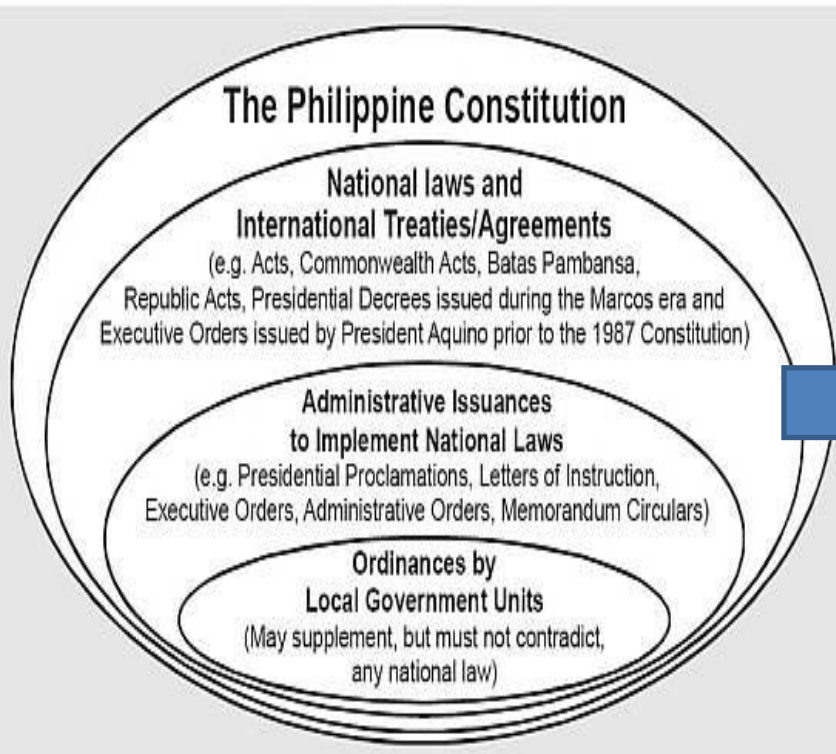 The Philippine Constitution
National laws and
International Treaties/Agreements
(e.g. Acts, Commonwealth Acts, Batas Pambansa,
Republic Acts, Presidential Decrees issued during the Marcos era and
Executive Orders issued by President Aquino prior to the 1987 Constitution)
Administrative Issuances
to Implement National Laws
(e.g. Presidential Proclamations, Letters of Instruction,
Executive Orders, Administrative Orders, Memorandum Circulars)
Ordinances by
Local Government Units
(May supplement, but must not contradict,
any national law)